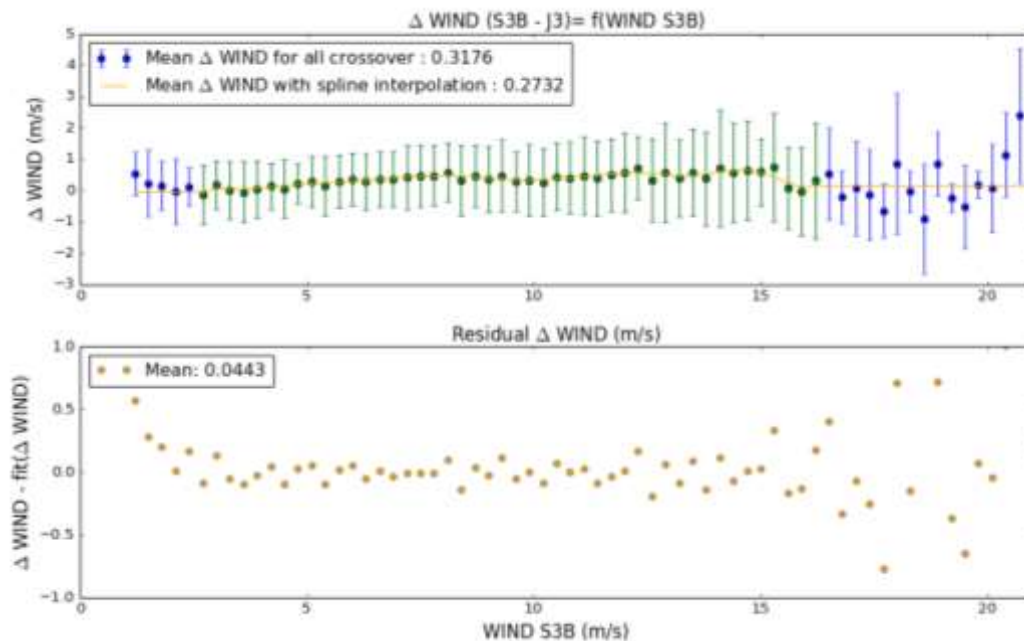 Δ WIND (S3B - J3)= f(WIND S3B)
5
4
3
2
1
0
−1
−2
−3
Δ WIND (m/s)
Mean Δ WIND for all crossover : 0.3176
Mean Δ WIND with spline interpolation : 0.2732
0 5 10 15 20
Residual Δ WIND (m/s)
1.0
0.5
0.0
−0.5
−1.0
Δ WIND - fit(Δ WIND)
Mean: 0.0443
0 5 10 15 20
WIND S3B (m/s)